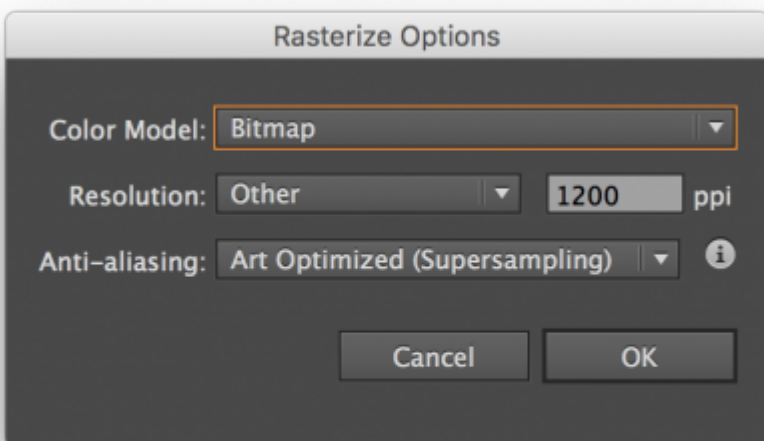 Rasterize Options
Color Model: Bitmap
Resolution: Other 1200 ppi
Anti-aliasing: Art Optimized (Supersampling)
Cancel OK